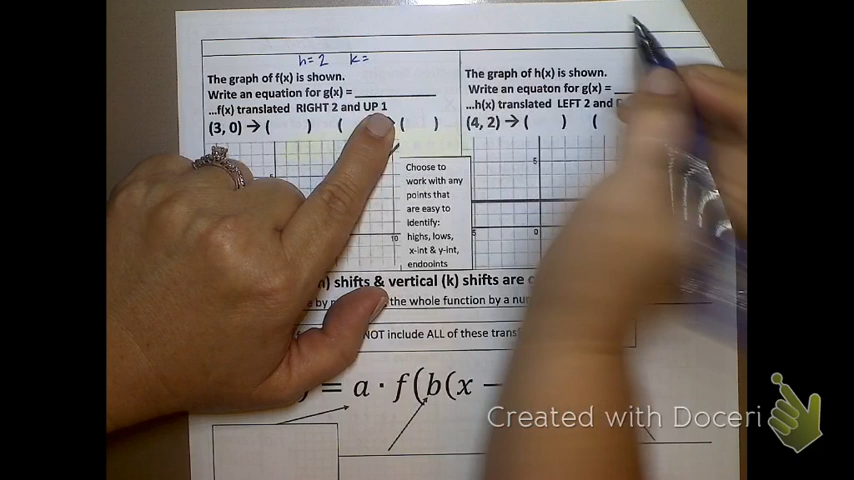 h=2 k=
The graph of f(x) is shown.
Write an equaton for g(x) =
...f(x) translated RIGHT 2 and UP 1
(3, 0) → ( ) ( ) ( )
5
10
Choose to
work with any
points that
are easy to
identify:
highs, lows,
x-int & y-int,
endpoints
The graph of h(x) is shown.
Write an equation for g(x) =
...h(x) translated LEFT 2 and
(4, 2) → ( ) (
5
5
0
shifts & vertical (k) shifts are
the whole function by a
NOT include ALL of these
= a · f(b(x −
Created with Doceri